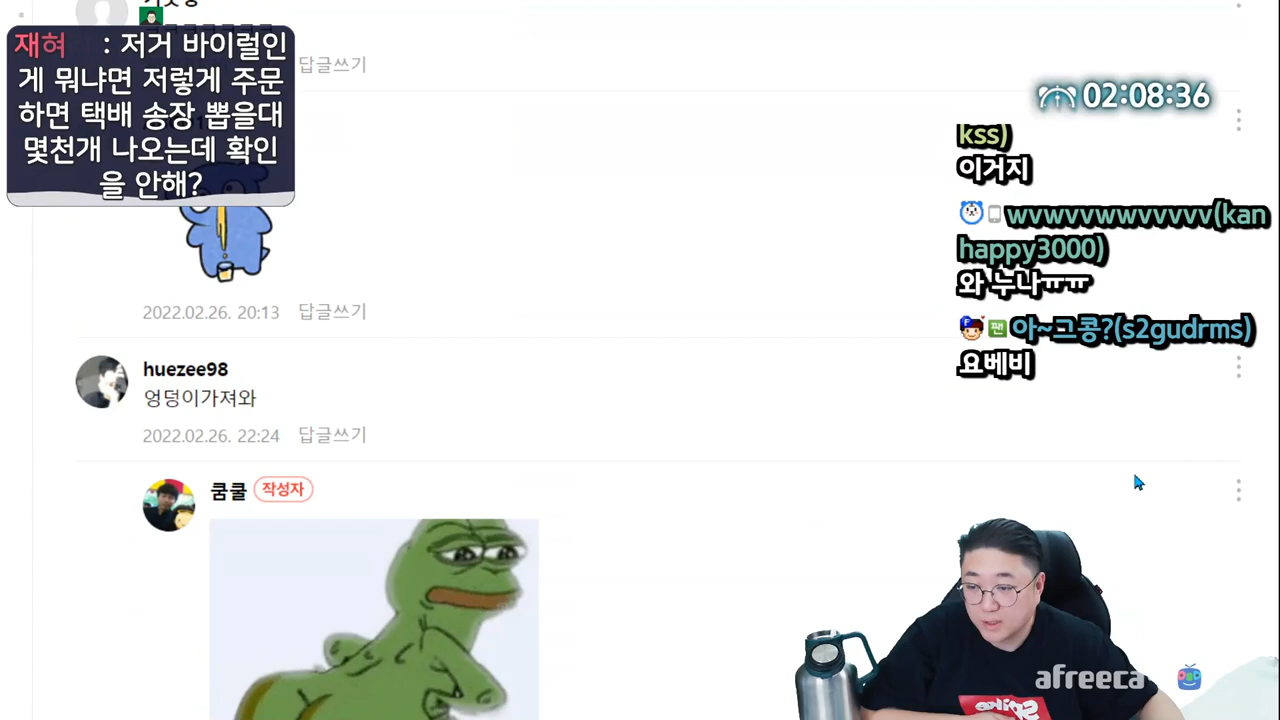 재혀 : 저거 바이럴인
게 뭐냐면 저렇게 주문
하면 택배 송장 뽑을대
몇천개 나오는데 확인
을 안해?
답글쓰기
02:08:36
kss)
이거지
wvwvvwwvvvvv(kan
happy3000)
와 누나ㅠㅠ
아~그콩?(s2gudrms)
요베비
2022.02.26. 20:13 답글쓰기
huezee98
엉덩이가져와
2022.02.26. 22:24 답글쓰기
쿰쿨 작성자
afreeca